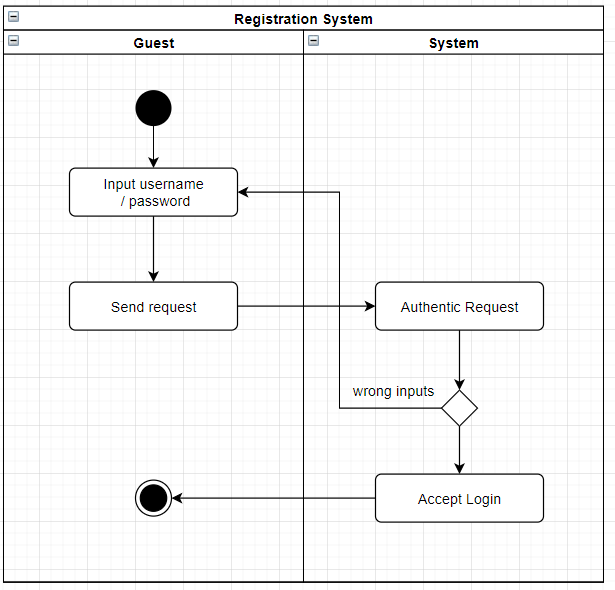 Registration System
Guest
System
Input username
/ password
Send request
Authentic Request
wrong inputs
Accept Login